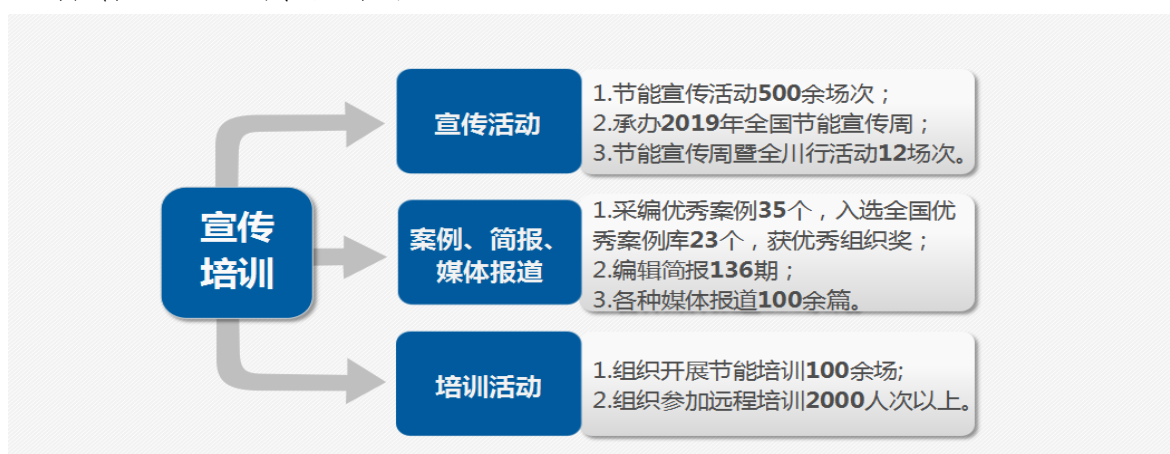 宣传
培训
宣传活动
1.节能宣传活动500余场次；
2.承办2019年全国节能宣传周；
3.节能宣传周暨全川行活动12场次。
案例、简报、
媒体报道
1.采编优秀案例35个，入选全国优
秀案例库23个，获优秀组织奖；
2.编辑简报136期；
3.各种媒体报道100余篇。
培训活动
1.组织开展节能培训100余场;
2.组织参加远程培训2000人次以上。